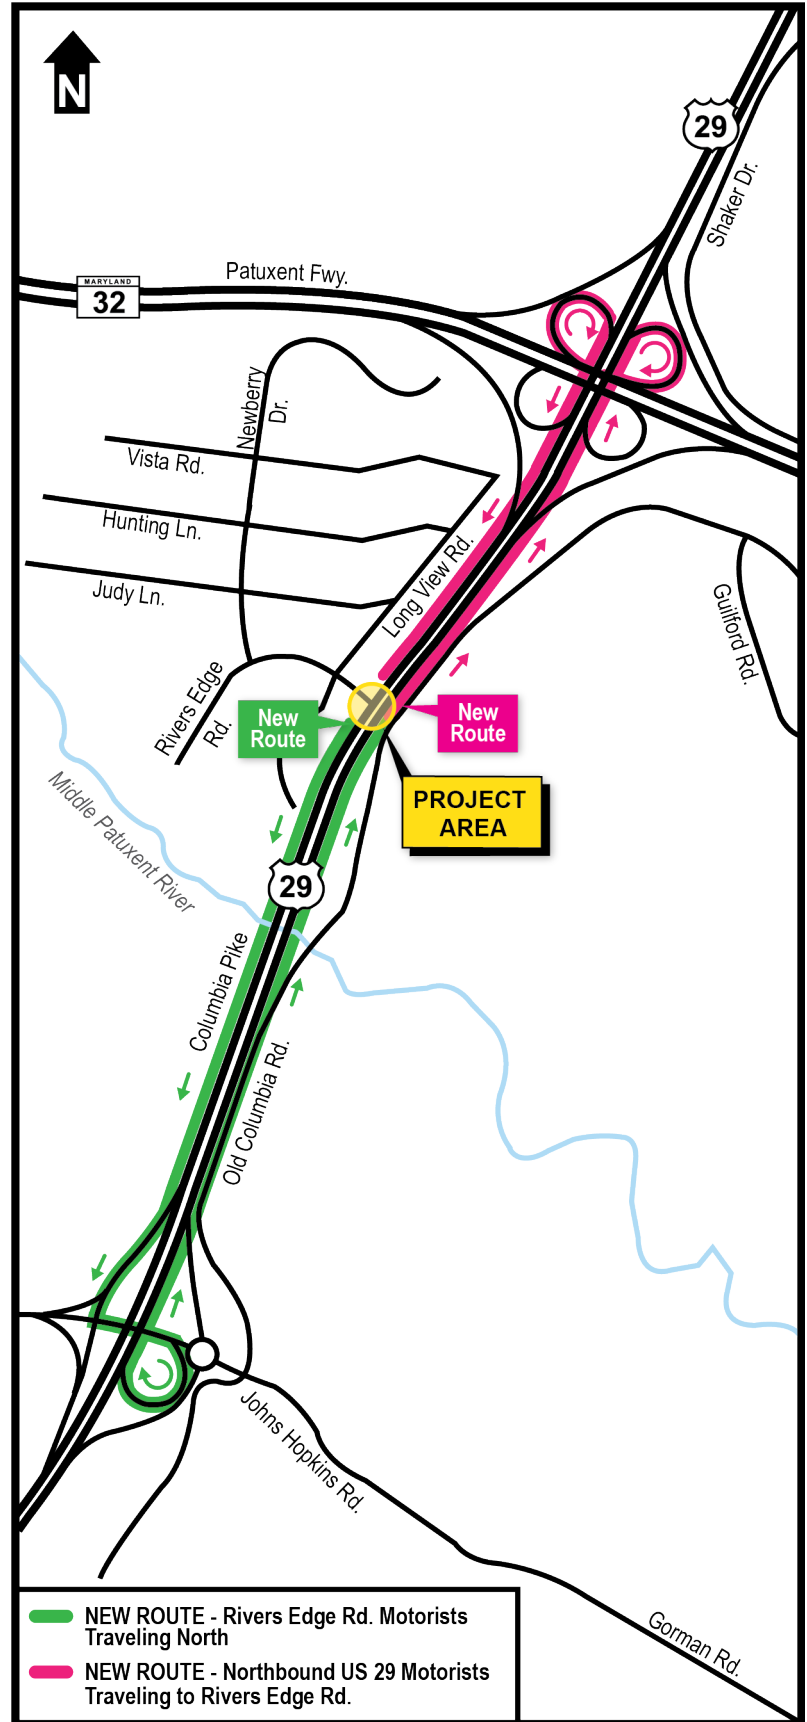 N
29
Shaker Dr.
Patuxent Fwy.
MARYLAND
32
Newberry
Dr.
Vista Rd.
Hunting Ln.
Judy Ln.
Long View Rd.
Guilford Rd.
Rivers Edge
Rd.
New
Route
New
Route
PROJECT
AREA
Middle Patuxent River
29
Columbia Pike
Old Columbia Rd.
Johns Hopkins Rd.
Gorman Rd.
NEW ROUTE - Rivers Edge Rd. Motorists
Traveling North
NEW ROUTE - Northbound US 29 Motorists
Traveling to Rivers Edge Rd.